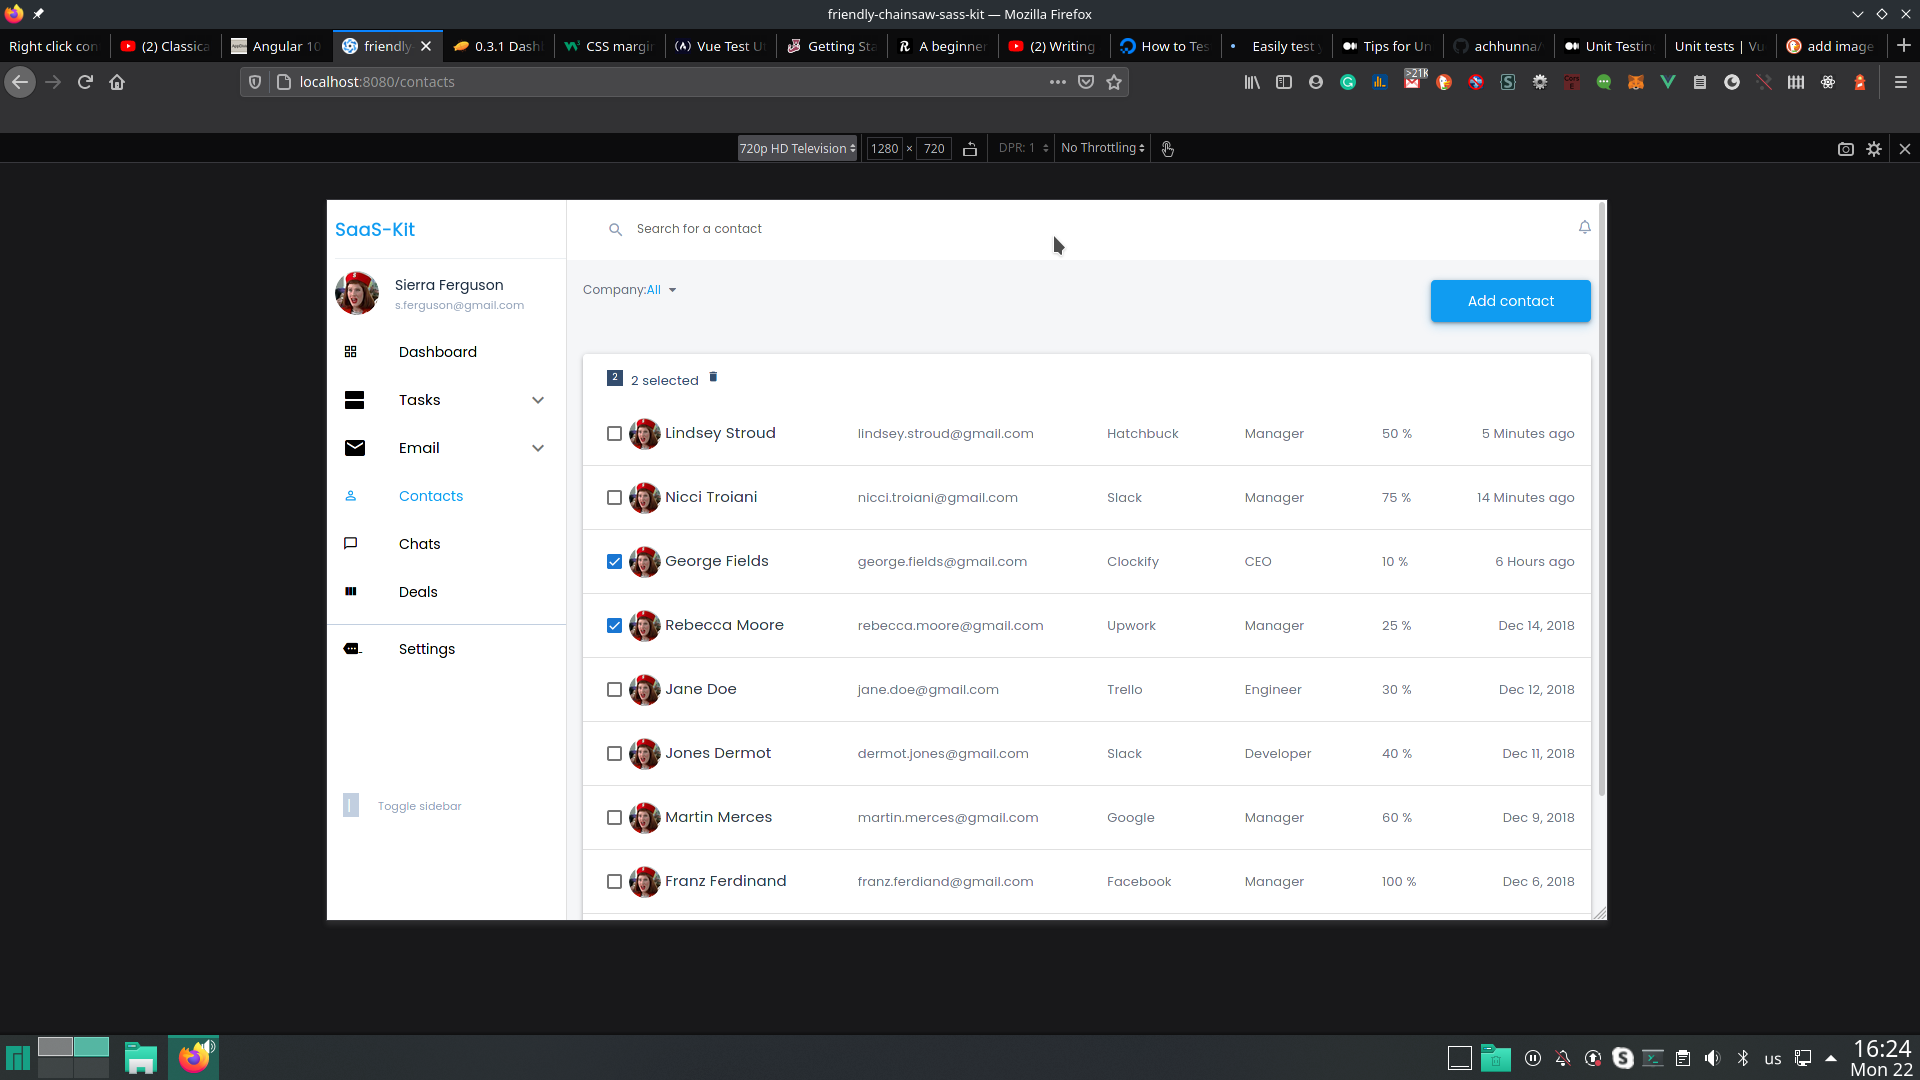 friendly-chainsaw-sass-kit — Mozilla Firefox
Right click con
(2) Classica
Angular 10
friendly-
0.3.1 Dash
CSS margin
Vue Test Ut
Getting Sta
A beginner
(2) Writing
How to Tes
Easily test y
Tips for Un
achhunna/
Unit Testin
Unit tests | Vu
add image
localhost:8080/contacts
>21K
720p HD Television
1280 × 720
DPR: 1
No Throttling
SaaS-Kit
Search for a contact
Sierra Ferguson
s.ferguson@gmail.com
Company:All
Add contact
Dashboard
Tasks
Email
Contacts
Chats
Deals
Settings
Toggle sidebar
2 2 selected
Lindsey Stroud lindsey.stroud@gmail.com Hatchbuck Manager 50 % 5 Minutes ago
Nicci Troiani nicci.troiani@gmail.com Slack Manager 75 % 14 Minutes ago
George Fields george.fields@gmail.com Clockify CEO 10 % 6 Hours ago
Rebecca Moore rebecca.moore@gmail.com Upwork Manager 25 % Dec 14, 2018
Jane Doe jane.doe@gmail.com Trello Engineer 30 % Dec 12, 2018
Jones Dermot dermot.jones@gmail.com Slack Developer 40 % Dec 11, 2018
Martin Merces martin.merces@gmail.com Google Manager 60 % Dec 9, 2018
Franz Ferdinand franz.ferdiand@gmail.com Facebook Manager 100 % Dec 6, 2018
us
16:24
Mon 22